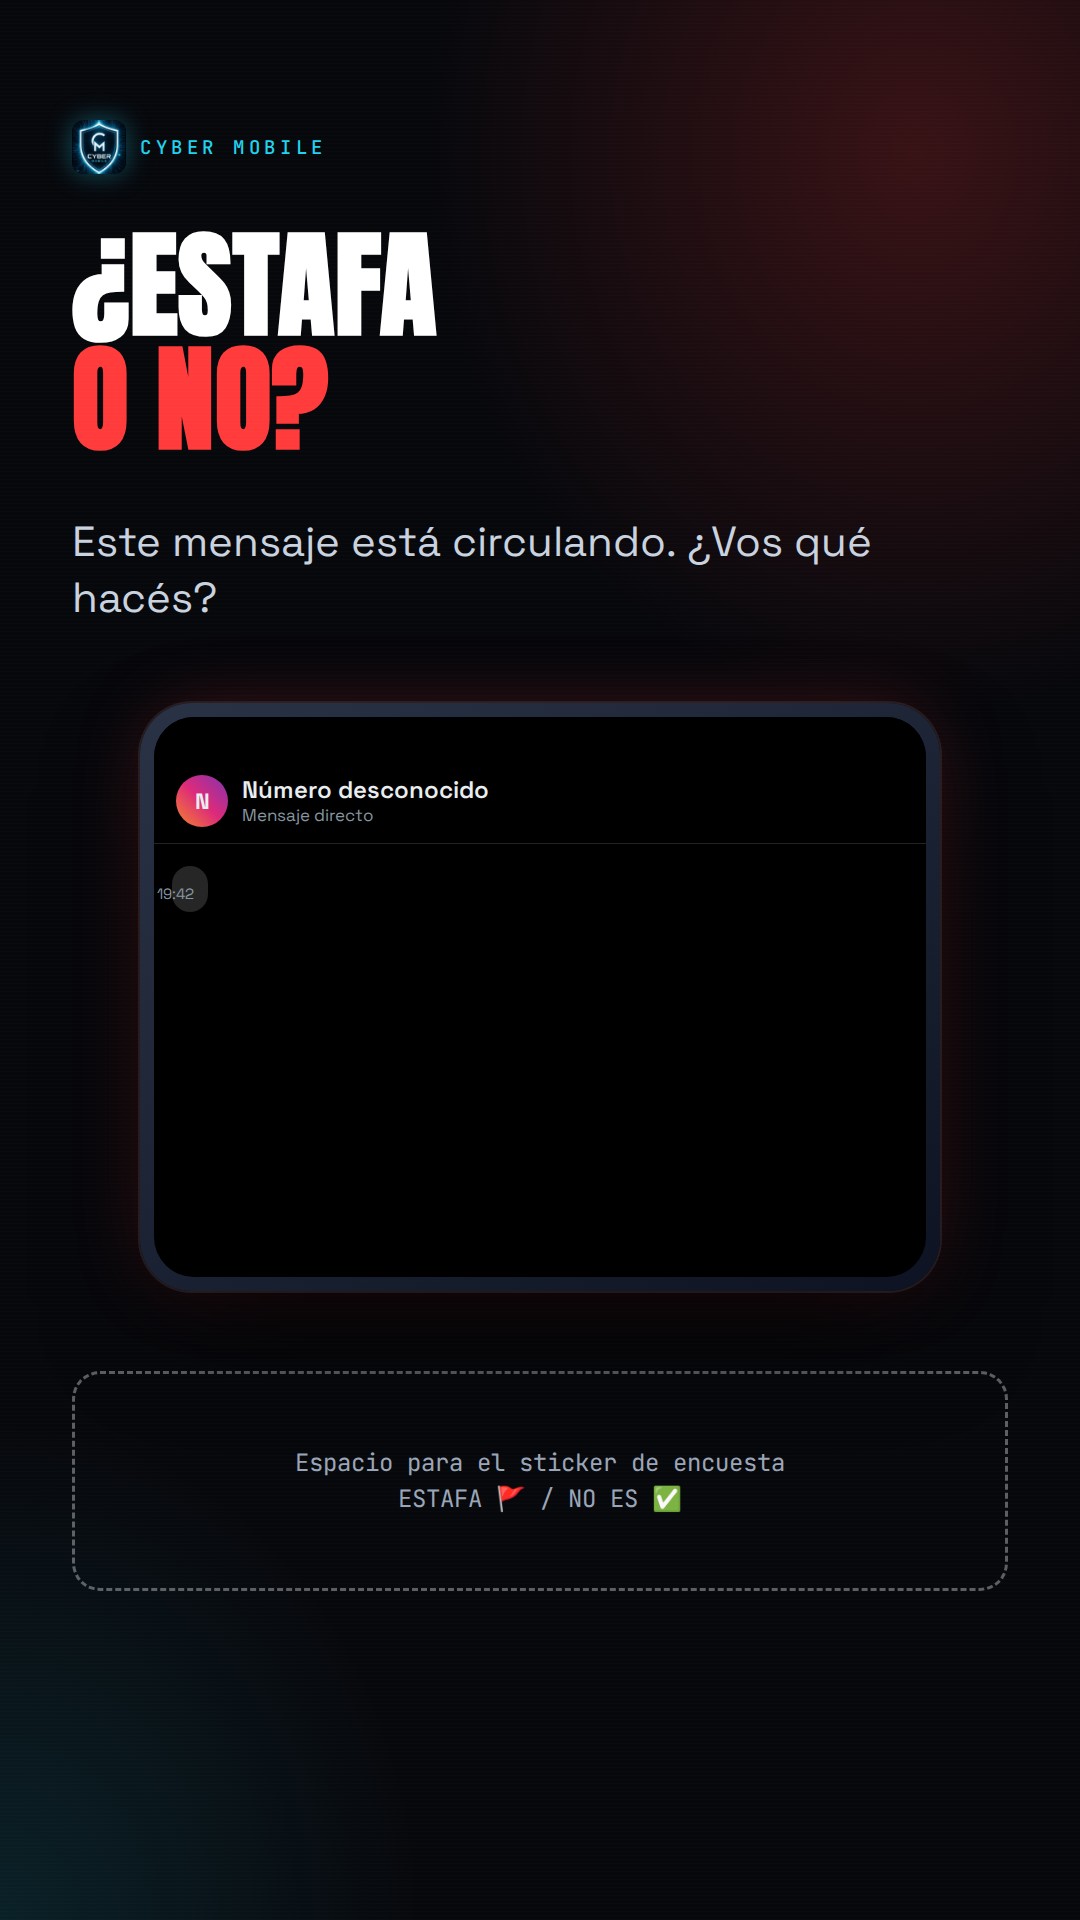 CYBER MOBILE
¿ESTAFA
O NO?
Este mensaje está circulando. ¿Vos qué
hacés?
N
Número desconocido
Mensaje directo
19:42
Espacio para el sticker de encuesta
ESTAFA 🚩 / NO ES ✅